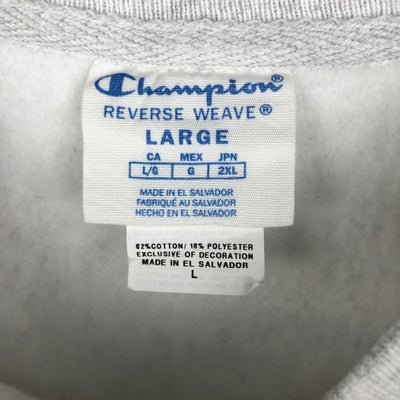 Champion®
REVERSE WEAVE®
LARGE
CA MEX JPN
L/G G 2XL
MADE IN EL SALVADOR
FABRIQUÉ AU SALVADOR
HECHO EN EL SALVADOR
82%COTTON/ 18% POLYESTER
EXCLUSIVE OF DECORATION
MADE IN EL SALVADOR
L